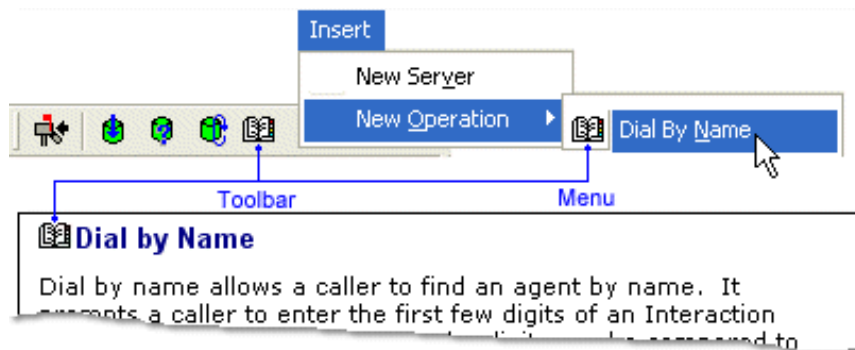 Insert
New Server
New Operation
Dial By Name
Toolbar
Menu
Dial by Name
Dial by name allows a caller to find an agent by name. It
prompts a caller to enter the first few digits of an Interaction
to